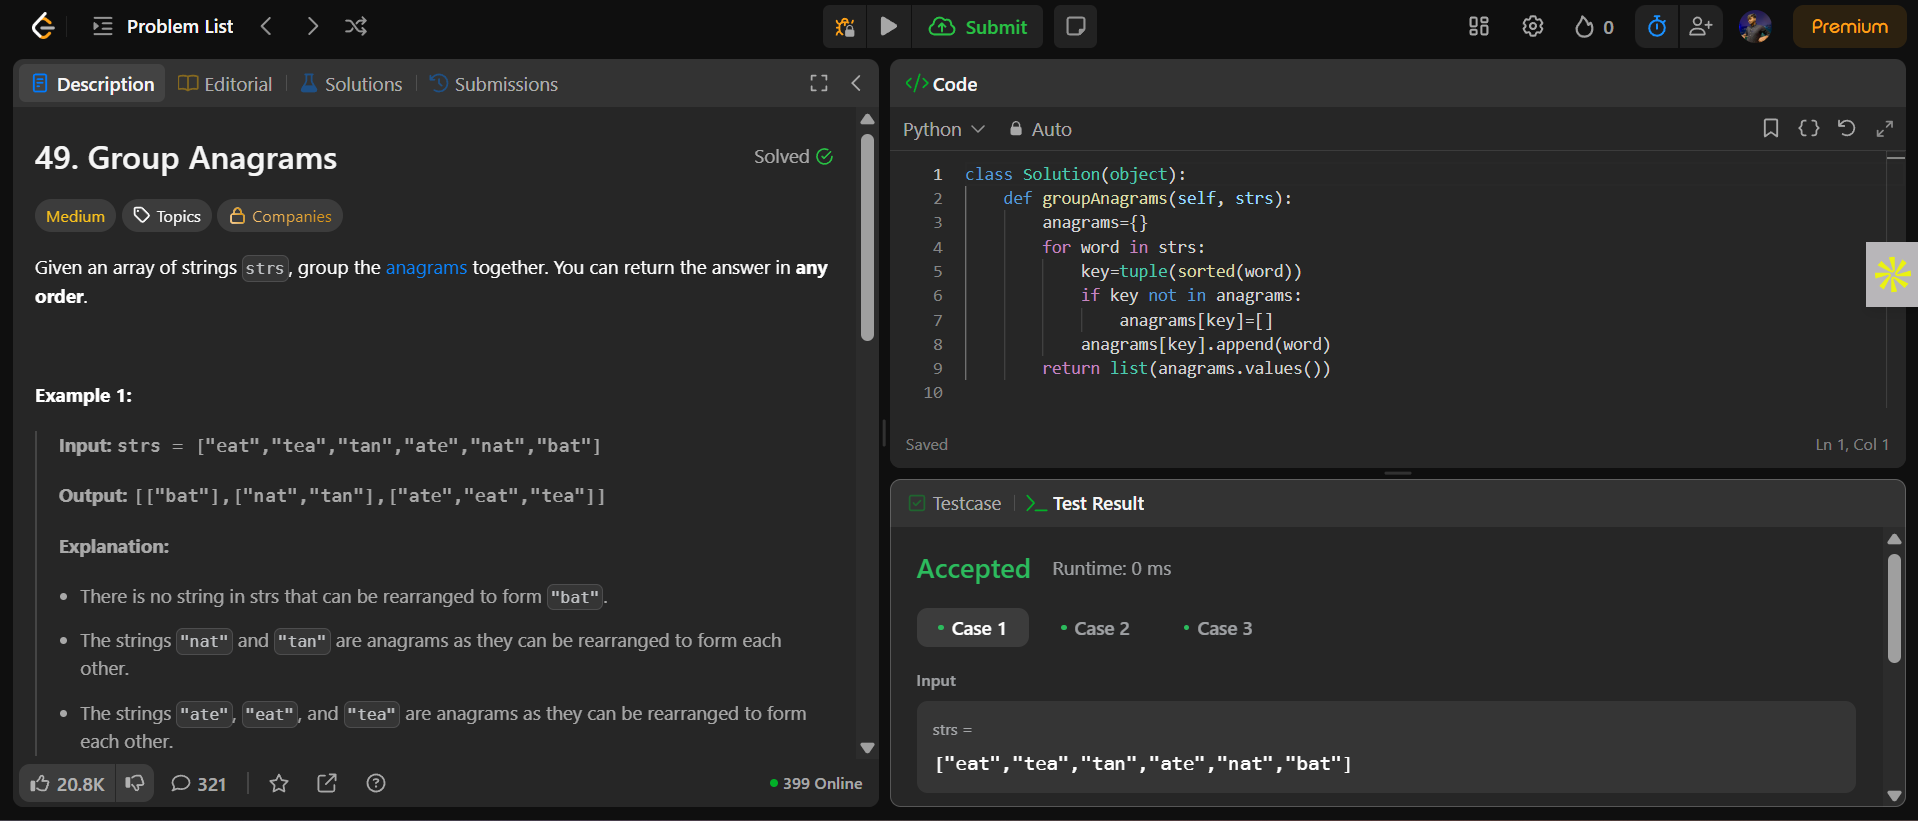 Problem List
Submit
0
Premium
Description
Editorial
Solutions
Submissions
49. Group Anagrams
Solved
Medium
Topics
Companies
Given an array of strings strs, group the anagrams together. You can return the answer in any
order.
Example 1:
Input: strs = ["eat","tea","tan","ate","nat","bat"]
Output: [["bat"],["nat","tan"],["ate","eat","tea"]]
Explanation:
• There is no string in strs that can be rearranged to form "bat".
• The strings "nat" and "tan" are anagrams as they can be rearranged to form each
other.
• The strings "ate", "eat", and "tea" are anagrams as they can be rearranged to form
each other.
20.8K
321
399 Online
</> Code
Python
Auto
1 class Solution(object):
2     def groupAnagrams(self, strs):
3         anagrams={}
4         for word in strs:
5             key=tuple(sorted(word))
6             if key not in anagrams:
7                 anagrams[key]=[]
8             anagrams[key].append(word)
9         return list(anagrams.values())
10
Saved
Ln 1, Col 1
Testcase
Test Result
Accepted
Runtime: 0 ms
Case 1
Case 2
Case 3
Input
strs =
["eat","tea","tan","ate","nat","bat"]